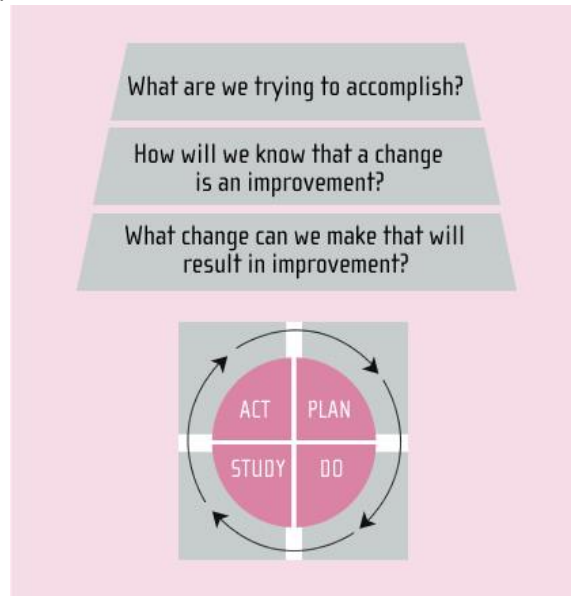 What are we trying to accomplish?
How will we know that a change
is an improvement?
What change can we make that will
result in improvement?
ACT PLAN
STUDY DO